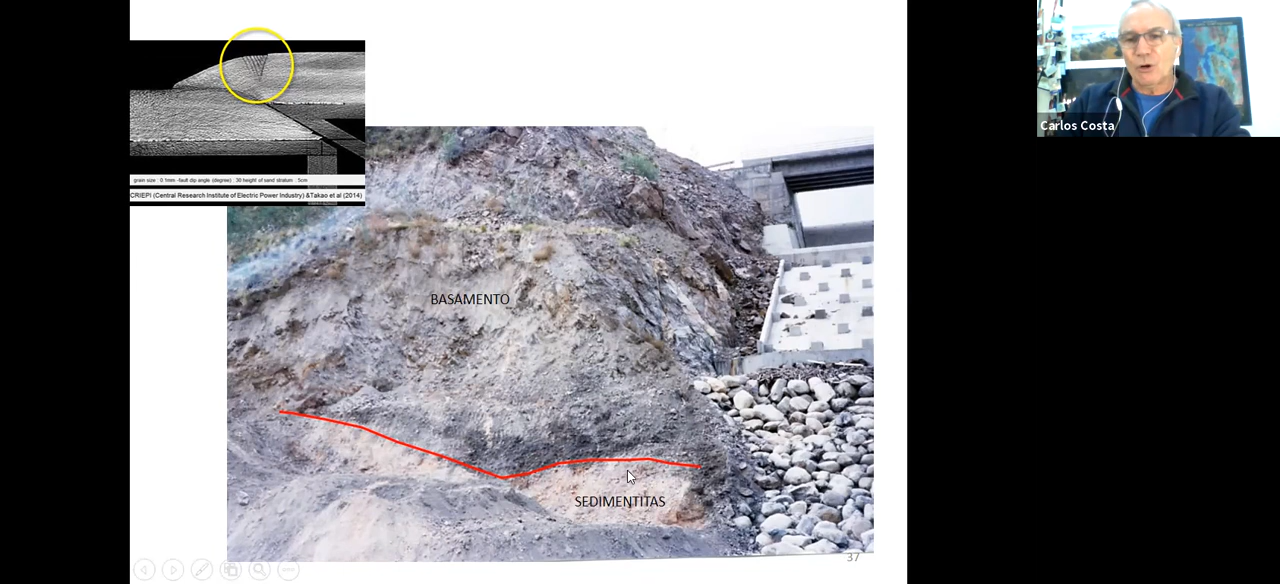 grain size : 0.1mm -fault dip angle (degree) : 30 height of sand stratum : 5cm
CRIEPI (Central Research Institute of Electric Power Industry) &Takao et al (2014)
Carlos Costa
BASAMENTO
SEDIMENTITAS
37